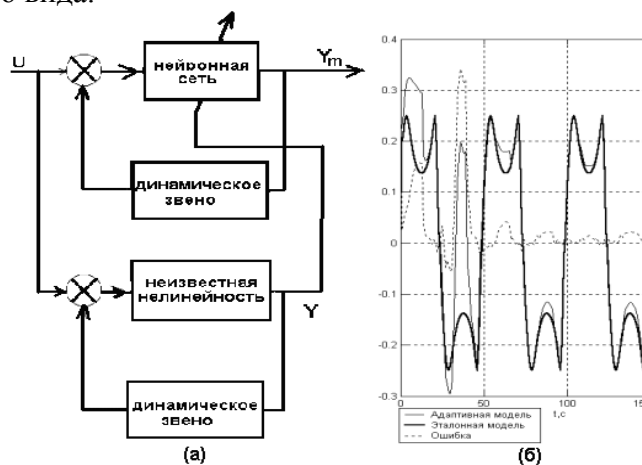 о вида.
U
нейронная
сеть
Ym
динамическое
звено
неизвестная
нелинейность
Y
динамическое
звено
(а)
0.4
0.3
0.2
0.1
0
-0.1
-0.2
-0.3
0
50
100
t,c
Адаптивная модель
Эталонная модель
Ошибка
(б)